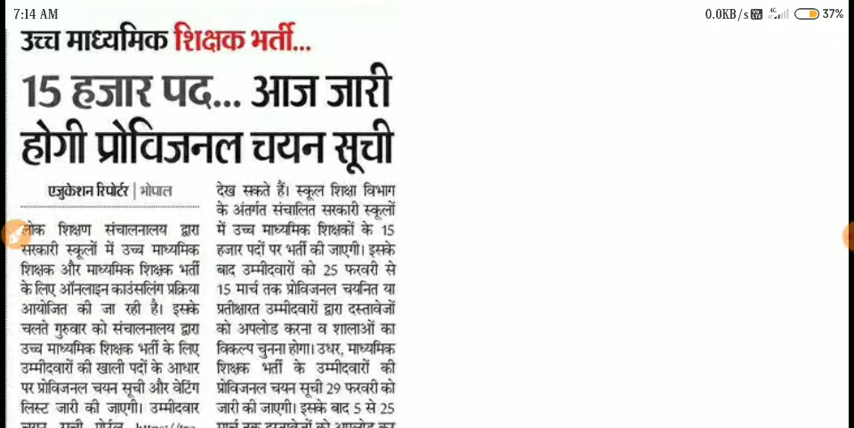 7:14 AM
0.0KB/s 37%
उच्च माध्यमिक शिक्षक भर्ती...
15 हजार पद... आज जारी
होगी प्रोविजनल चयन सूची
एजुकेशन रिपोर्टर | भोपाल
लोक शिक्षण संचालनालय द्वारा
सरकारी स्कूलों में उच्च माध्यमिक
शिक्षक और माध्यमिक शिक्षक भर्ती
के लिए ऑनलाइन काउंसलिंग प्रक्रिया
आयोजित की जा रही है। इसके
चलते गुरुवार को संचालनालय द्वारा
उच्च माध्यमिक शिक्षक भर्ती के लिए
उम्मीदवारों की खाली पदों के आधार
पर प्रोविजनल चयन सूची और वेटिंग
लिस्ट जारी की जाएगी। उम्मीदवार
देख सकते हैं। स्कूल शिक्षा विभाग
के अंतर्गत संचालित सरकारी स्कूलों
में उच्च माध्यमिक शिक्षकों के 15
हजार पदों पर भर्ती की जाएगी। इसके
बाद उम्मीदवारों को 25 फरवरी से
15 मार्च तक प्रोविजनल चयनित या
प्रतीक्षारत उम्मीदवारों द्वारा दस्तावेजों
को अपलोड करना व शालाओं का
विकल्प चुनना होगा। उधर, माध्यमिक
शिक्षक भर्ती के उम्मीदवारों की
प्रोविजनल चयन सूची 29 फरवरी को
जारी की जाएगी। इसके बाद 5 से 25